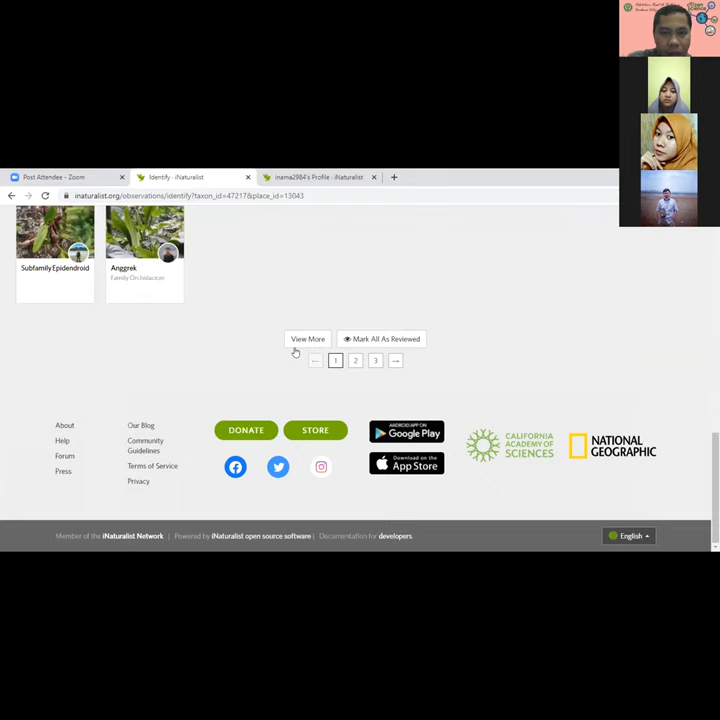 Post Attendee - Zoom
Identify · iNaturalist
inama2984's Profile · iNaturalist
inaturalist.org/observations/identify?taxon_id=47217&place_id=13043
Subfamily Epidendroid
Anggrek
Family Orchidaceae
View More
Mark All As Reviewed
← 1 2 3 →
About
Help
Forum
Press
Our Blog
Community
Guidelines
Terms of Service
Privacy
DONATE
STORE
ANDROID APP ON
Google Play
Download on the
App Store
CALIFORNIA
ACADEMY OF
SCIENCES
NATIONAL
GEOGRAPHIC
Member of the iNaturalist Network | Powered by iNaturalist open source software | Documentation for developers
English